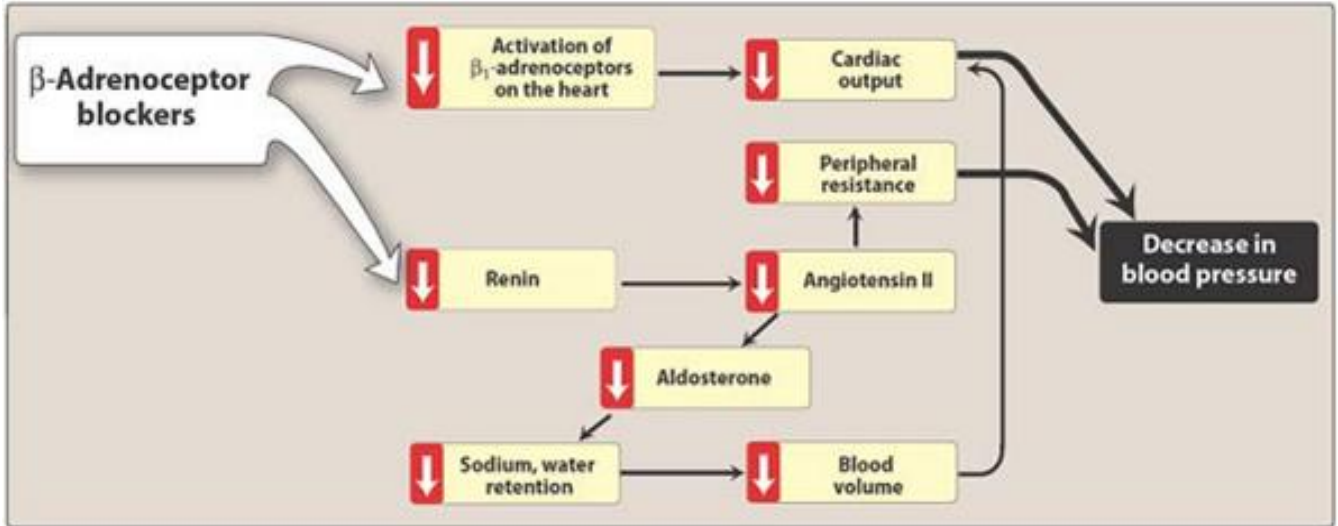 β-Adrenoceptor
blockers
Activation of
β₁-adrenoceptors
on the heart
Cardiac
output
Peripheral
resistance
Decrease in
blood pressure
Renin
Angiotensin II
Aldosterone
Sodium, water
retention
Blood
volume